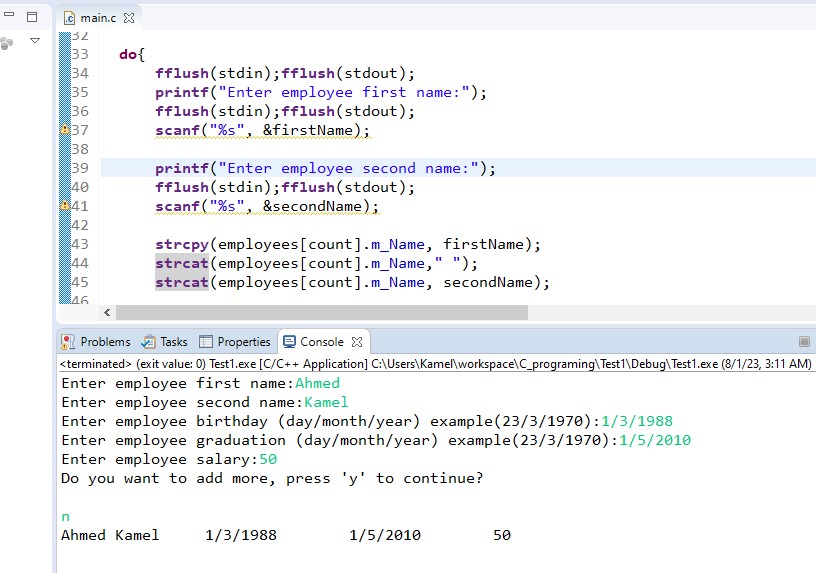 main.c
32
33 do{
34 fflush(stdin);fflush(stdout);
35 printf("Enter employee first name:");
36 fflush(stdin);fflush(stdout);
37 scanf("%s", &firstName);
38
39 printf("Enter employee second name:");
40 fflush(stdin);fflush(stdout);
41 scanf("%s", &secondName);
42
43 strcpy(employees[count].m_Name, firstName);
44 strcat(employees[count].m_Name," ");
45 strcat(employees[count].m_Name, secondName);
46
Problems Tasks Properties Console
<terminated> (exit value: 0) Test1.exe [C/C++ Application] C:\Users\Kamel\workspace\C_programing\Test1\Debug\Test1.exe (8/1/23, 3:11 AM)
Enter employee first name:Ahmed
Enter employee second name:Kamel
Enter employee birthday (day/month/year) example(23/3/1970):1/3/1988
Enter employee graduation (day/month/year) example(23/3/1970):1/5/2010
Enter employee salary:50
Do you want to add more, press 'y' to continue?
n
Ahmed Kamel 1/3/1988 1/5/2010 50